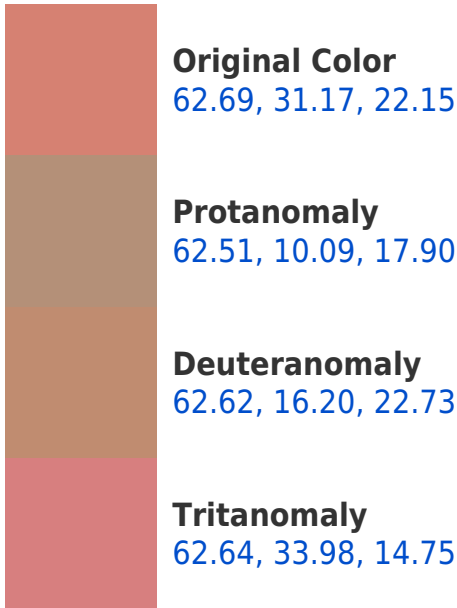 Original Color
62.69, 31.17, 22.15
Protanomaly
62.51, 10.09, 17.90
Deuteranomaly
62.62, 16.20, 22.73
Tritanomaly
62.64, 33.98, 14.75